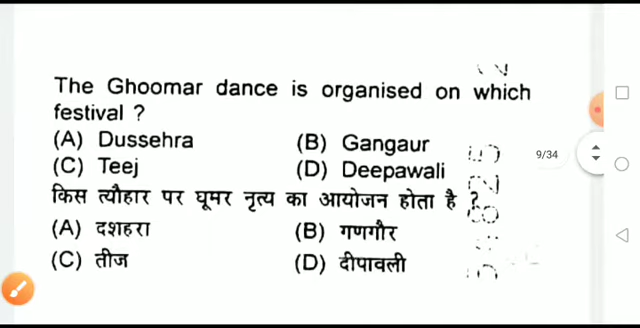 The Ghoomar dance is organised on which
festival ?
(A) Dussehra (B) Gangaur
(C) Teej (D) Deepawali
किस त्यौहार पर घूमर नृत्य का आयोजन होता है ?
(A) दशहरा (B) गणगौर
(C) तीज (D) दीपावली
9/34